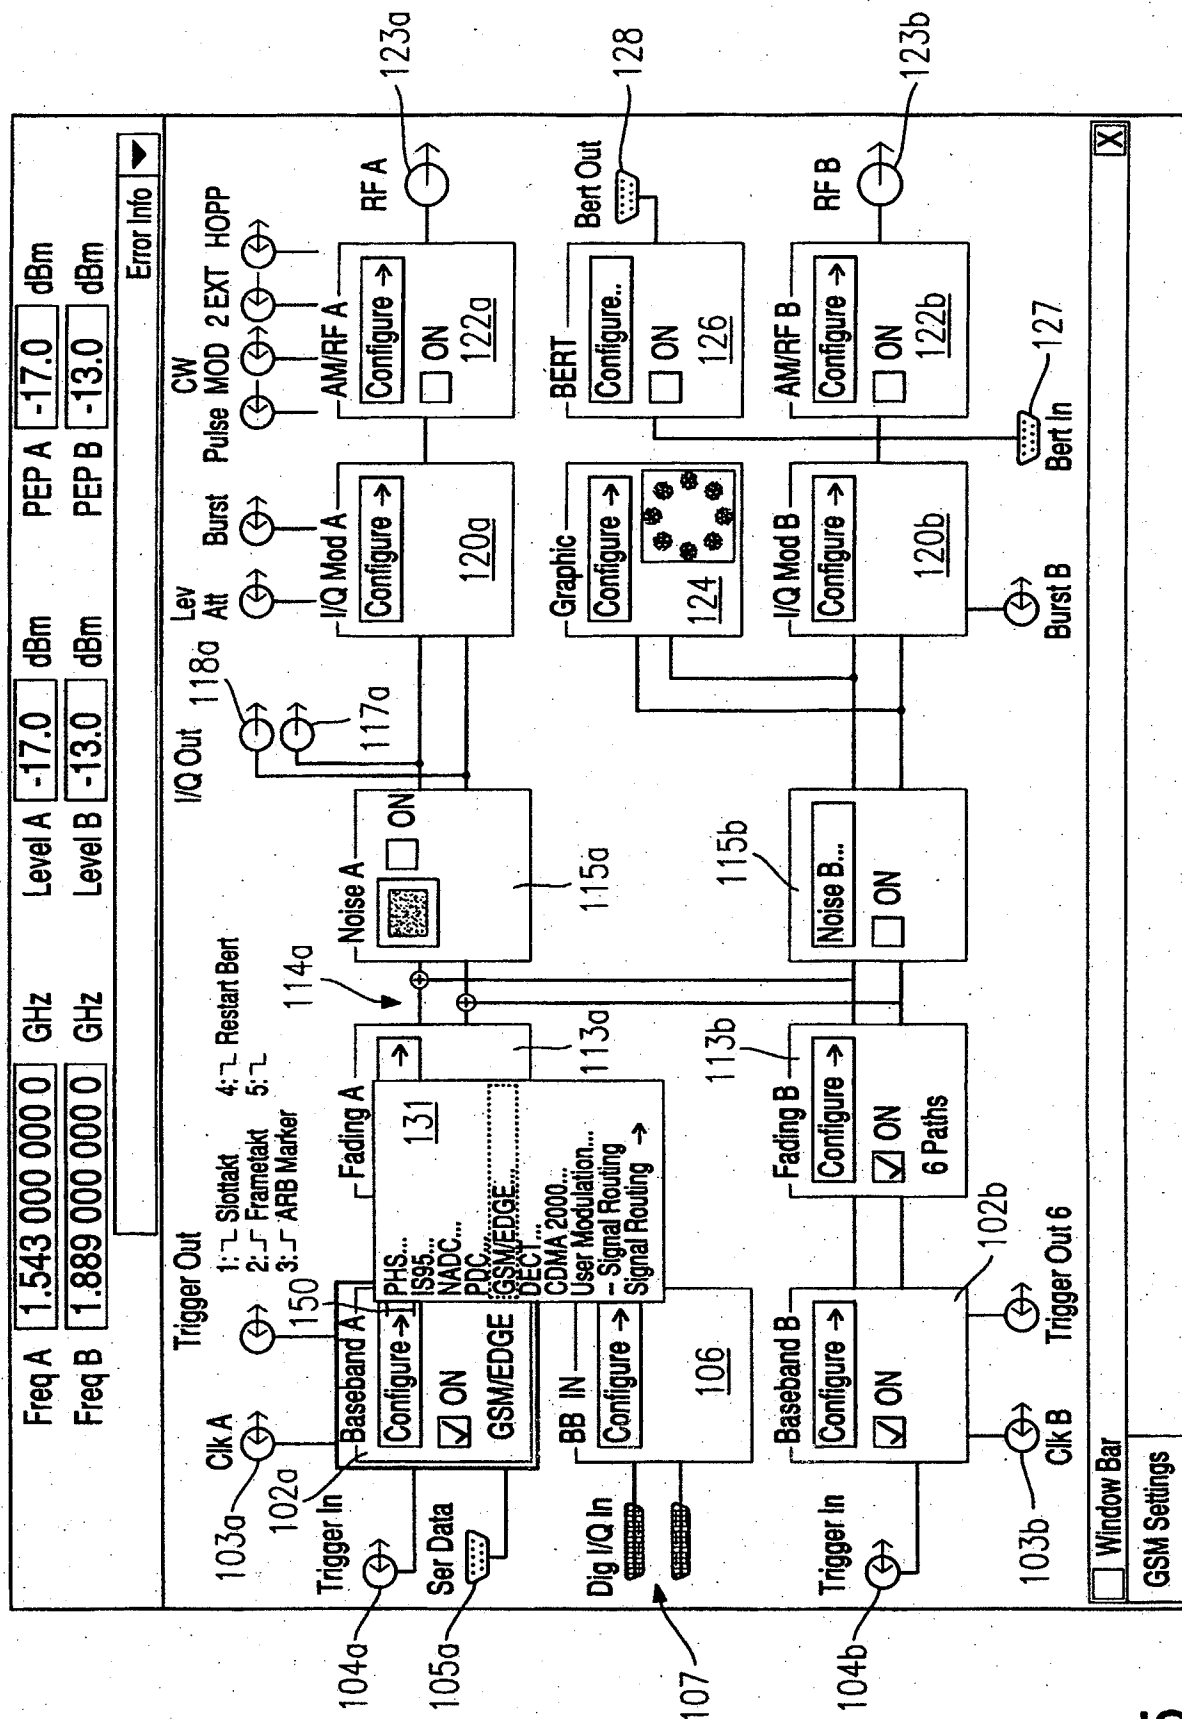 Freq A 1.543 000 000 0 GHz Level A -17.0 dBm PEP A -17.0 dBm
Freq B 1.889 000 000 0 GHz Level B -13.0 dBm PEP B -13.0 dBm
Error Info
Clk A
103a
Trigger Out
1: Slottakt
2: Frametakt
3: ARB Marker
4: Restart Bert
5:
I/Q Out
118a
117a
Lev
Att
Burst
CW
Pulse MOD 2 EXT HOPP
102a
Trigger In
104a
Ser Data
105a
Baseband A
150
Configure →
ON
GSM/EDGE
Fading A
→
113a
131
PHS...
IS95...
NADC...
PDC...
GSM/EDGE...
DECT...
CDMA 2000...
User Modulation...
-- Signal Routing
Signal Routing →
114a
Noise A
ON
115a
I/Q Mod A
Configure →
120a
AM/RF A
Configure →
ON
122a
RF A
123a
Dig I/Q In
107
BB IN
Configure →
106
Graphic
Configure →
124
BERT
Configure..
ON
126
Bert Out
128
Trigger In
104b
Baseband B
Configure →
ON
102b
Fading B
Configure →
ON
6 Paths
113b
Noise B...
ON
115b
I/Q Mod B
Configure →
120b
AM/RF B
Configure →
ON
122b
RF B
123b
103b
Clk B
Trigger Out 6
Burst B
Bert In
127
Window Bar X
GSM Settings